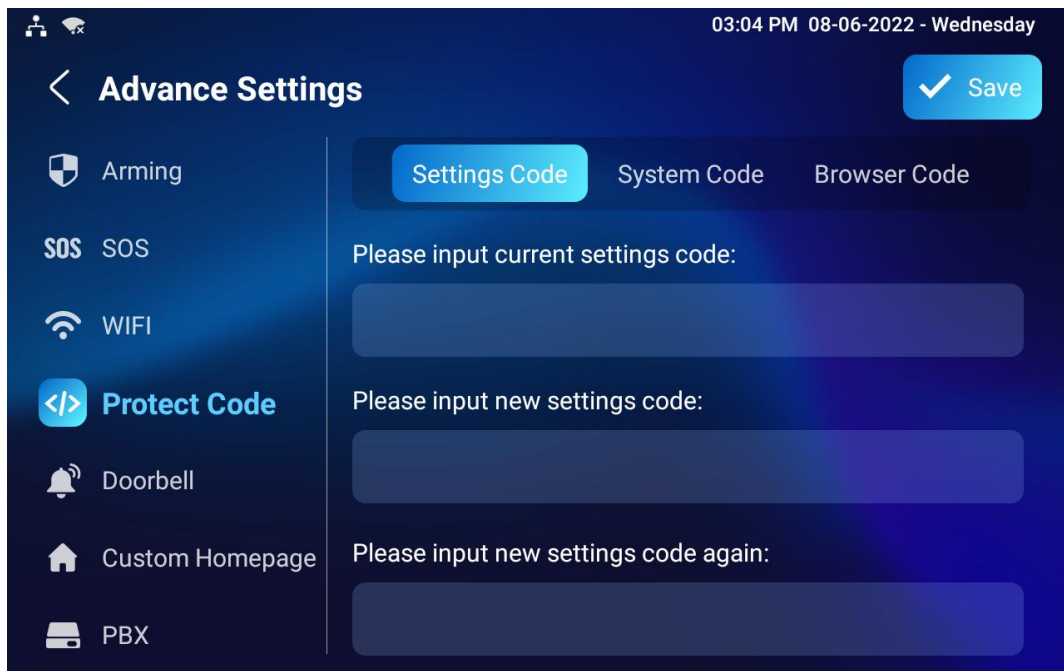 03:04 PM 08-06-2022 - Wednesday
Advance Settings
Save
Arming
SOS SOS
WIFI
</> Protect Code
Doorbell
Custom Homepage
PBX
Settings Code System Code Browser Code
Please input current settings code:
Please input new settings code:
Please input new settings code again: